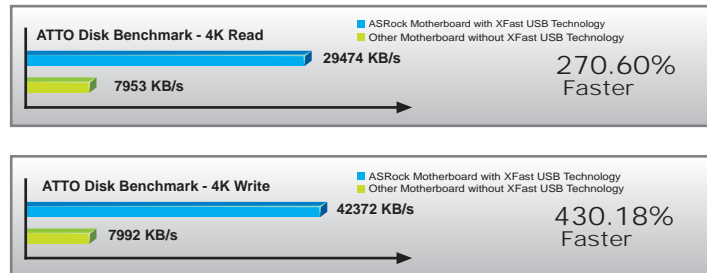 ATTO Disk Benchmark - 4K Read
ASRock Motherboard with XFast USB Technology
Other Motherboard without XFast USB Technology
29474 KB/s
7953 KB/s
270.60%
Faster
ATTO Disk Benchmark - 4K Write
ASRock Motherboard with XFast USB Technology
Other Motherboard without XFast USB Technology
42372 KB/s
7992 KB/s
430.18%
Faster